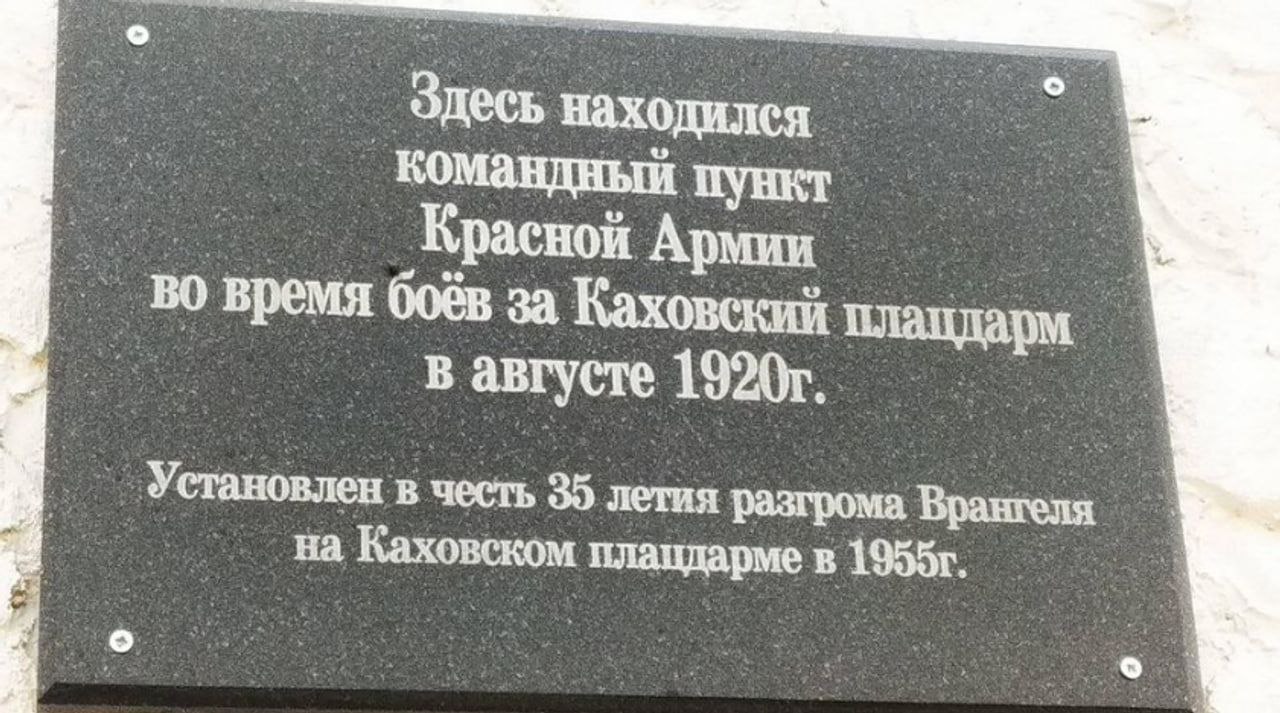 Здесь находился
командный пункт
Красной Армии
во время боёв за Каховский плацдарм
в августе 1920г.
Установлен в честь 35 летия разгрома Врангеля
на Каховском плацдарме в 1955г.